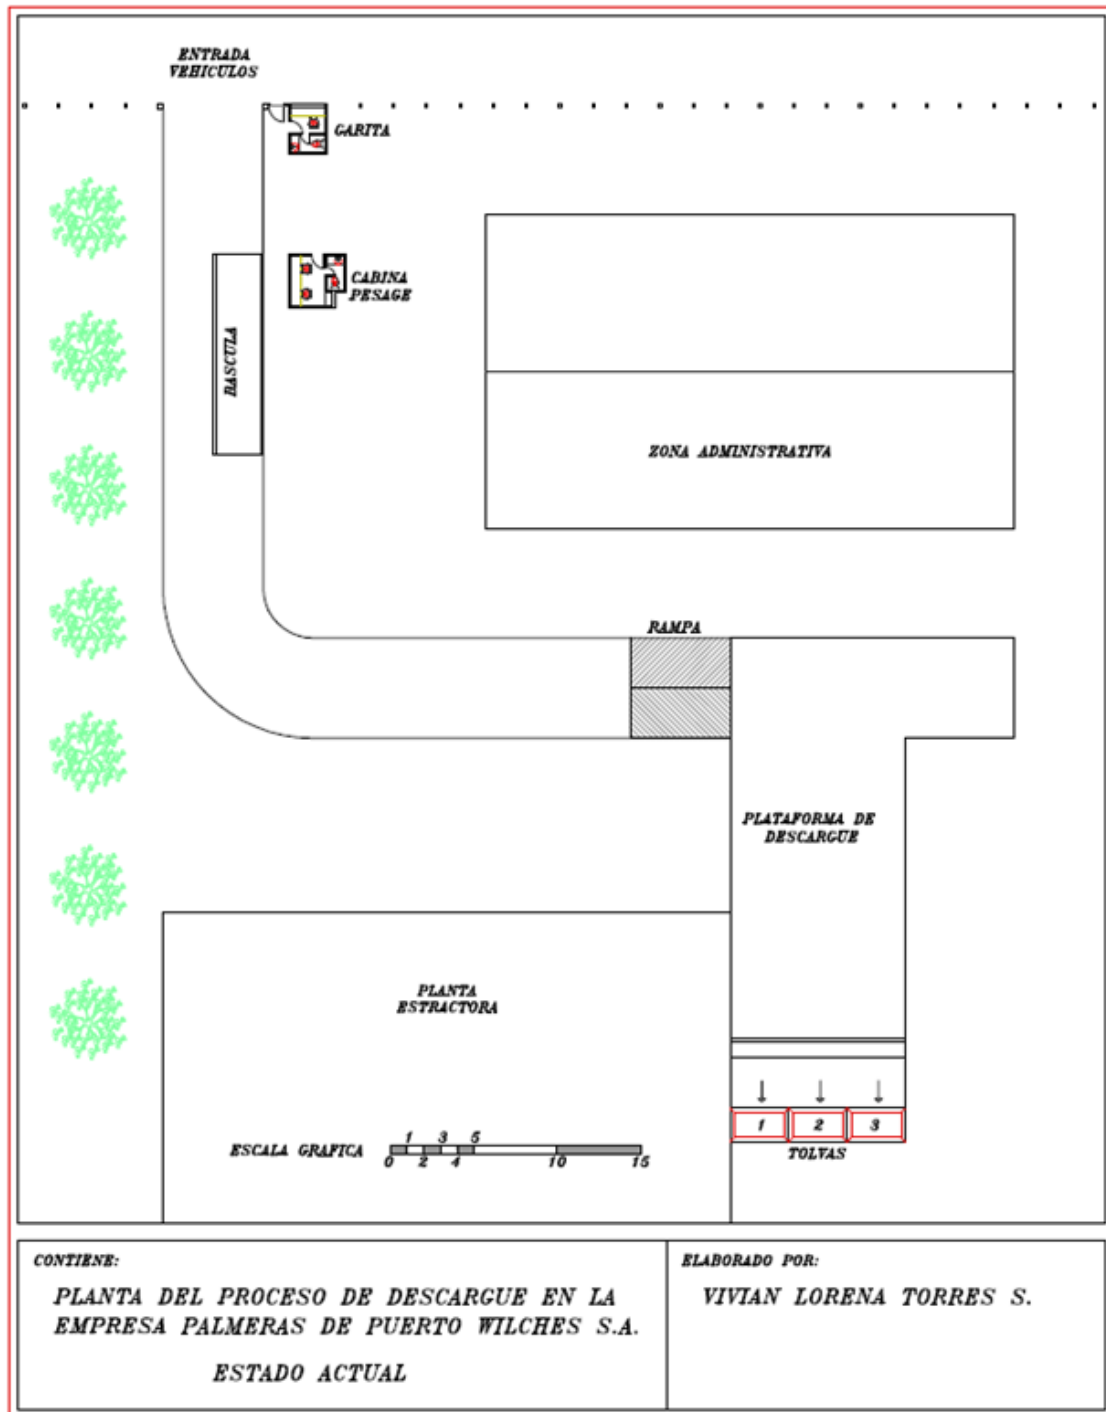 ENTRADA
VEHICULOS
GARITA
CABINA
PESAGE
BASCULA
ZONA ADMINISTRATIVA
RAMPA
PLATAFORMA DE
DESCARGUE
PLANTA
ESTRACTORA
1 2 3
TOLVAS
ESCALA GRAFICA
1 3 5
0 2 4 10 15
CONTIENE:
PLANTA DEL PROCESO DE DESCARGUE EN LA
EMPRESA PALMERAS DE PUERTO WILCHES S.A.
ESTADO ACTUAL
ELABORADO POR:
VIVIAN LORENA TORRES S.